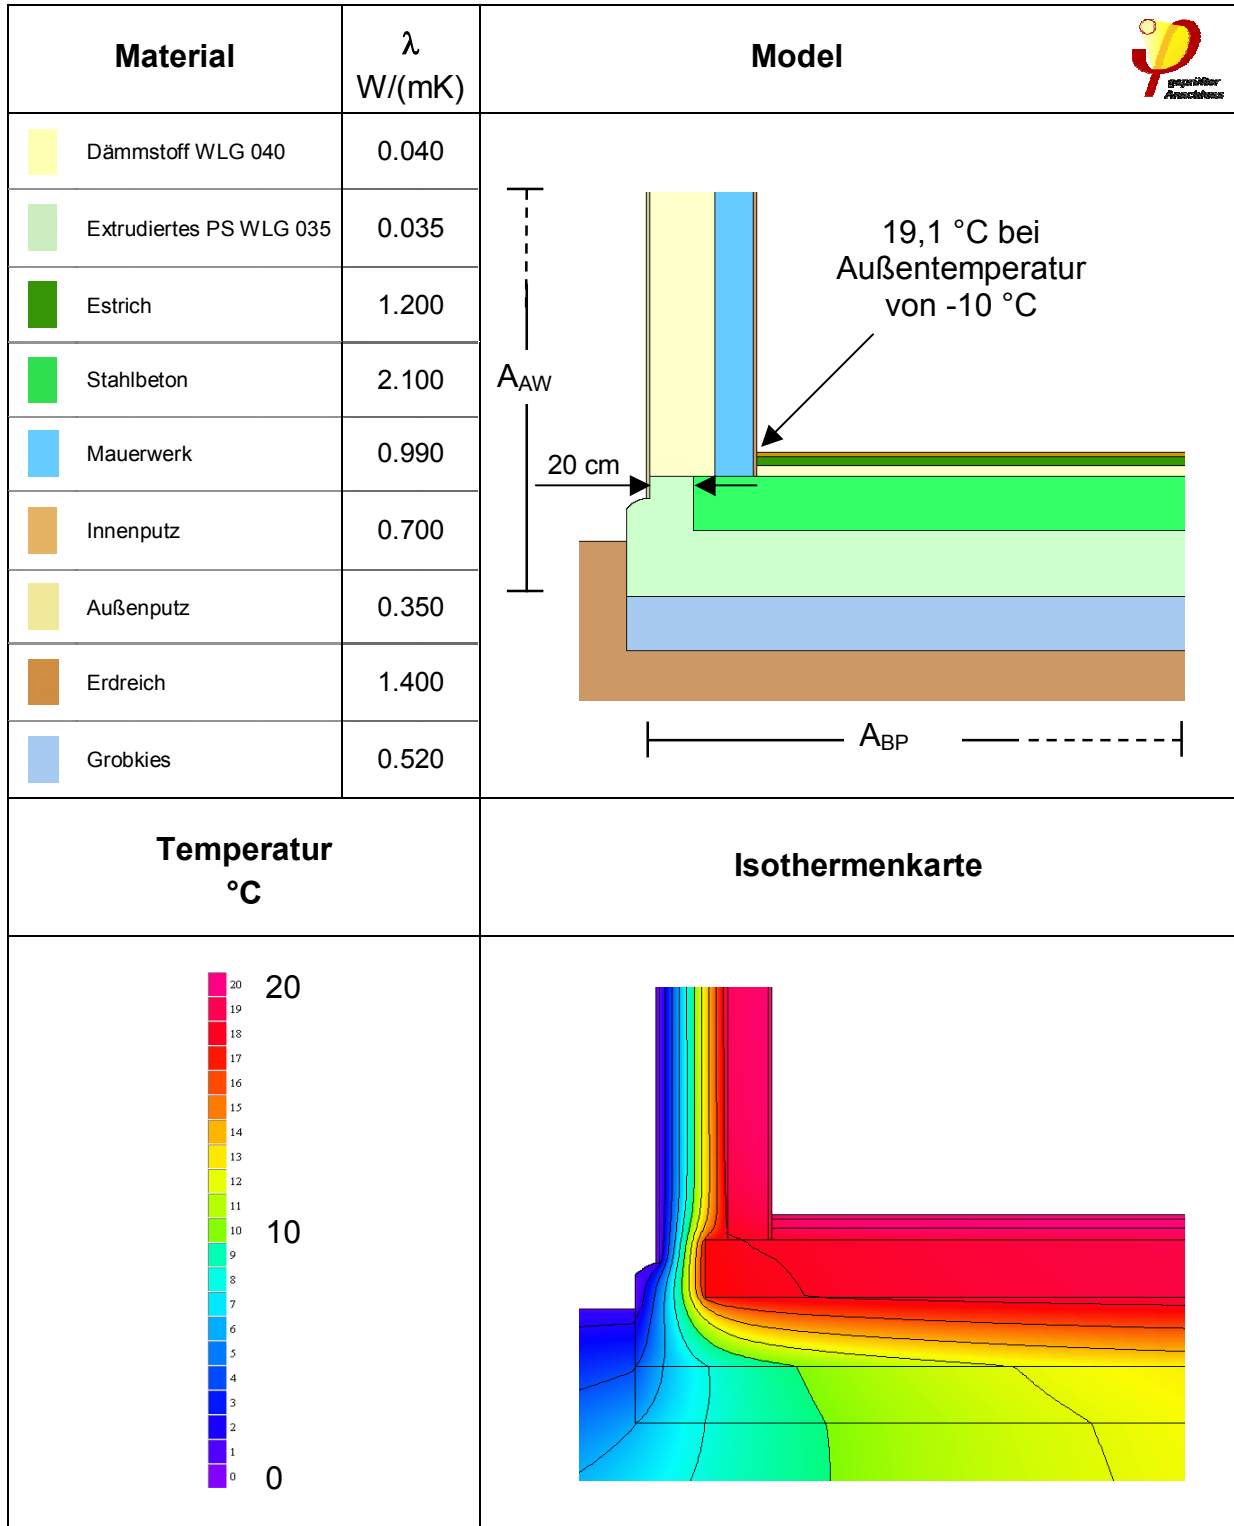 Material
λ
W/(mK)
Model
geprüfter
Anschluss
Dämmstoff WLG 040
0.040
Extrudiertes PS WLG 035
0.035
Estrich
1.200
Stahlbeton
2.100
Mauerwerk
0.990
Innenputz
0.700
Außenputz
0.350
Erdreich
1.400
Grobkies
0.520
19,1 °C bei
Außentemperatur
von -10 °C
AAW
20 cm
ABP
Temperatur
°C
Isothermenkarte
20
19
18
17
16
15
14
13
12
11
10
9
8
7
6
5
4
3
2
1
0
20
10
0